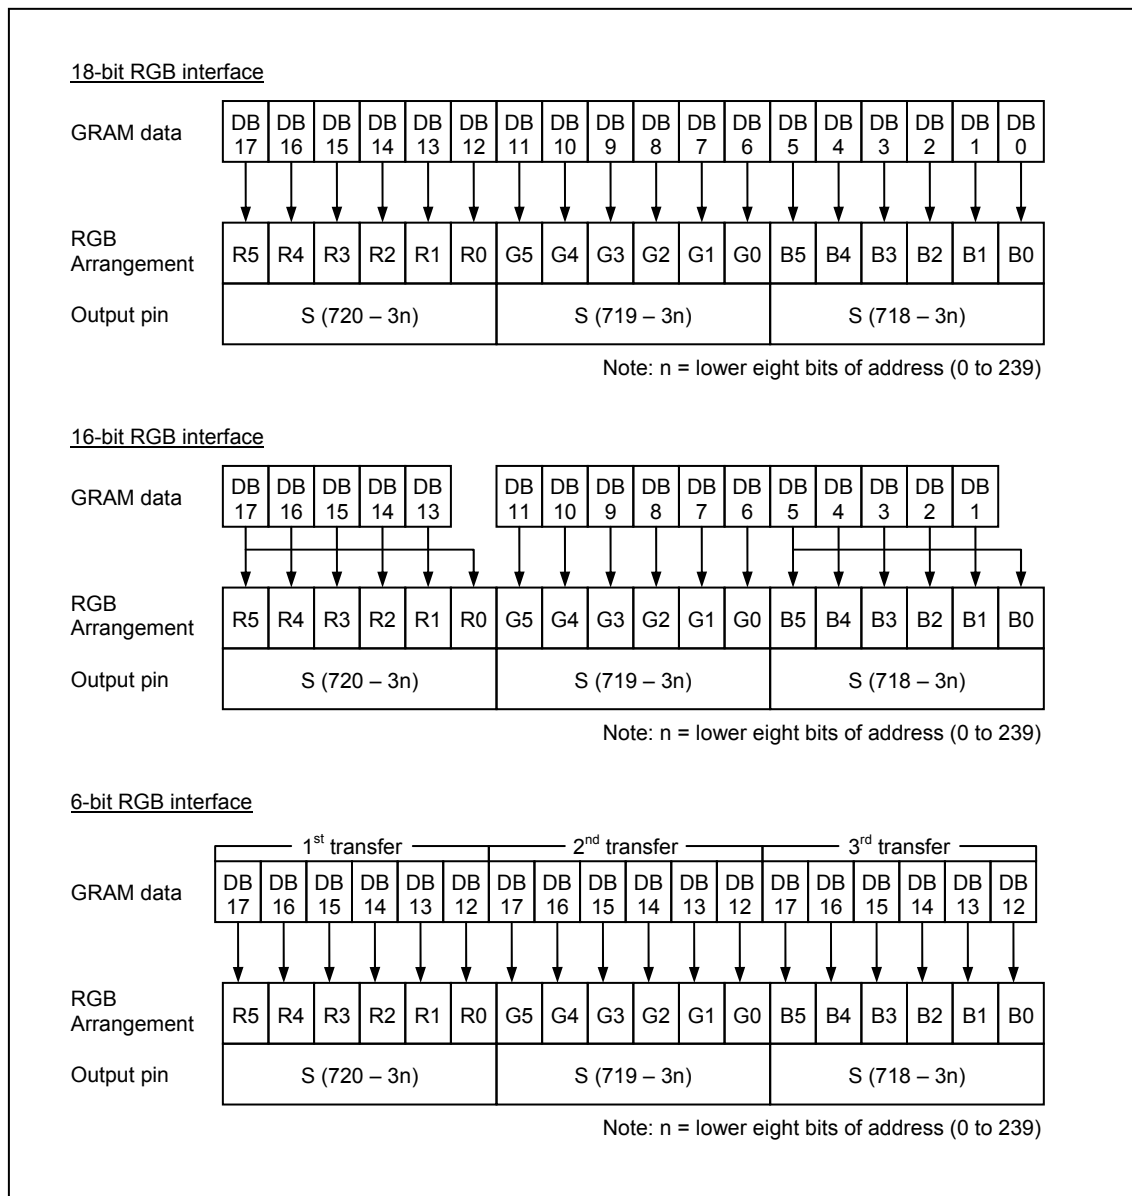 18-bit RGB interface
GRAM data DB 17 DB 16 DB 15 DB 14 DB 13 DB 12 DB 11 DB 10 DB 9 DB 8 DB 7 DB 6 DB 5 DB 4 DB 3 DB 2 DB 1 DB 0
RGB Arrangement R5 R4 R3 R2 R1 R0 G5 G4 G3 G2 G1 G0 B5 B4 B3 B2 B1 B0
Output pin S (720 – 3n) S (719 – 3n) S (718 – 3n)
Note: n = lower eight bits of address (0 to 239)
16-bit RGB interface
GRAM data DB 17 DB 16 DB 15 DB 14 DB 13 DB 11 DB 10 DB 9 DB 8 DB 7 DB 6 DB 5 DB 4 DB 3 DB 2 DB 1
RGB Arrangement R5 R4 R3 R2 R1 R0 G5 G4 G3 G2 G1 G0 B5 B4 B3 B2 B1 B0
Output pin S (720 – 3n) S (719 – 3n) S (718 – 3n)
Note: n = lower eight bits of address (0 to 239)
6-bit RGB interface
1st transfer 2nd transfer 3rd transfer
GRAM data DB 17 DB 16 DB 15 DB 14 DB 13 DB 12 DB 17 DB 16 DB 15 DB 14 DB 13 DB 12 DB 17 DB 16 DB 15 DB 14 DB 13 DB 12
RGB Arrangement R5 R4 R3 R2 R1 R0 G5 G4 G3 G2 G1 G0 B5 B4 B3 B2 B1 B0
Output pin S (720 – 3n) S (719 – 3n) S (718 – 3n)
Note: n = lower eight bits of address (0 to 239)